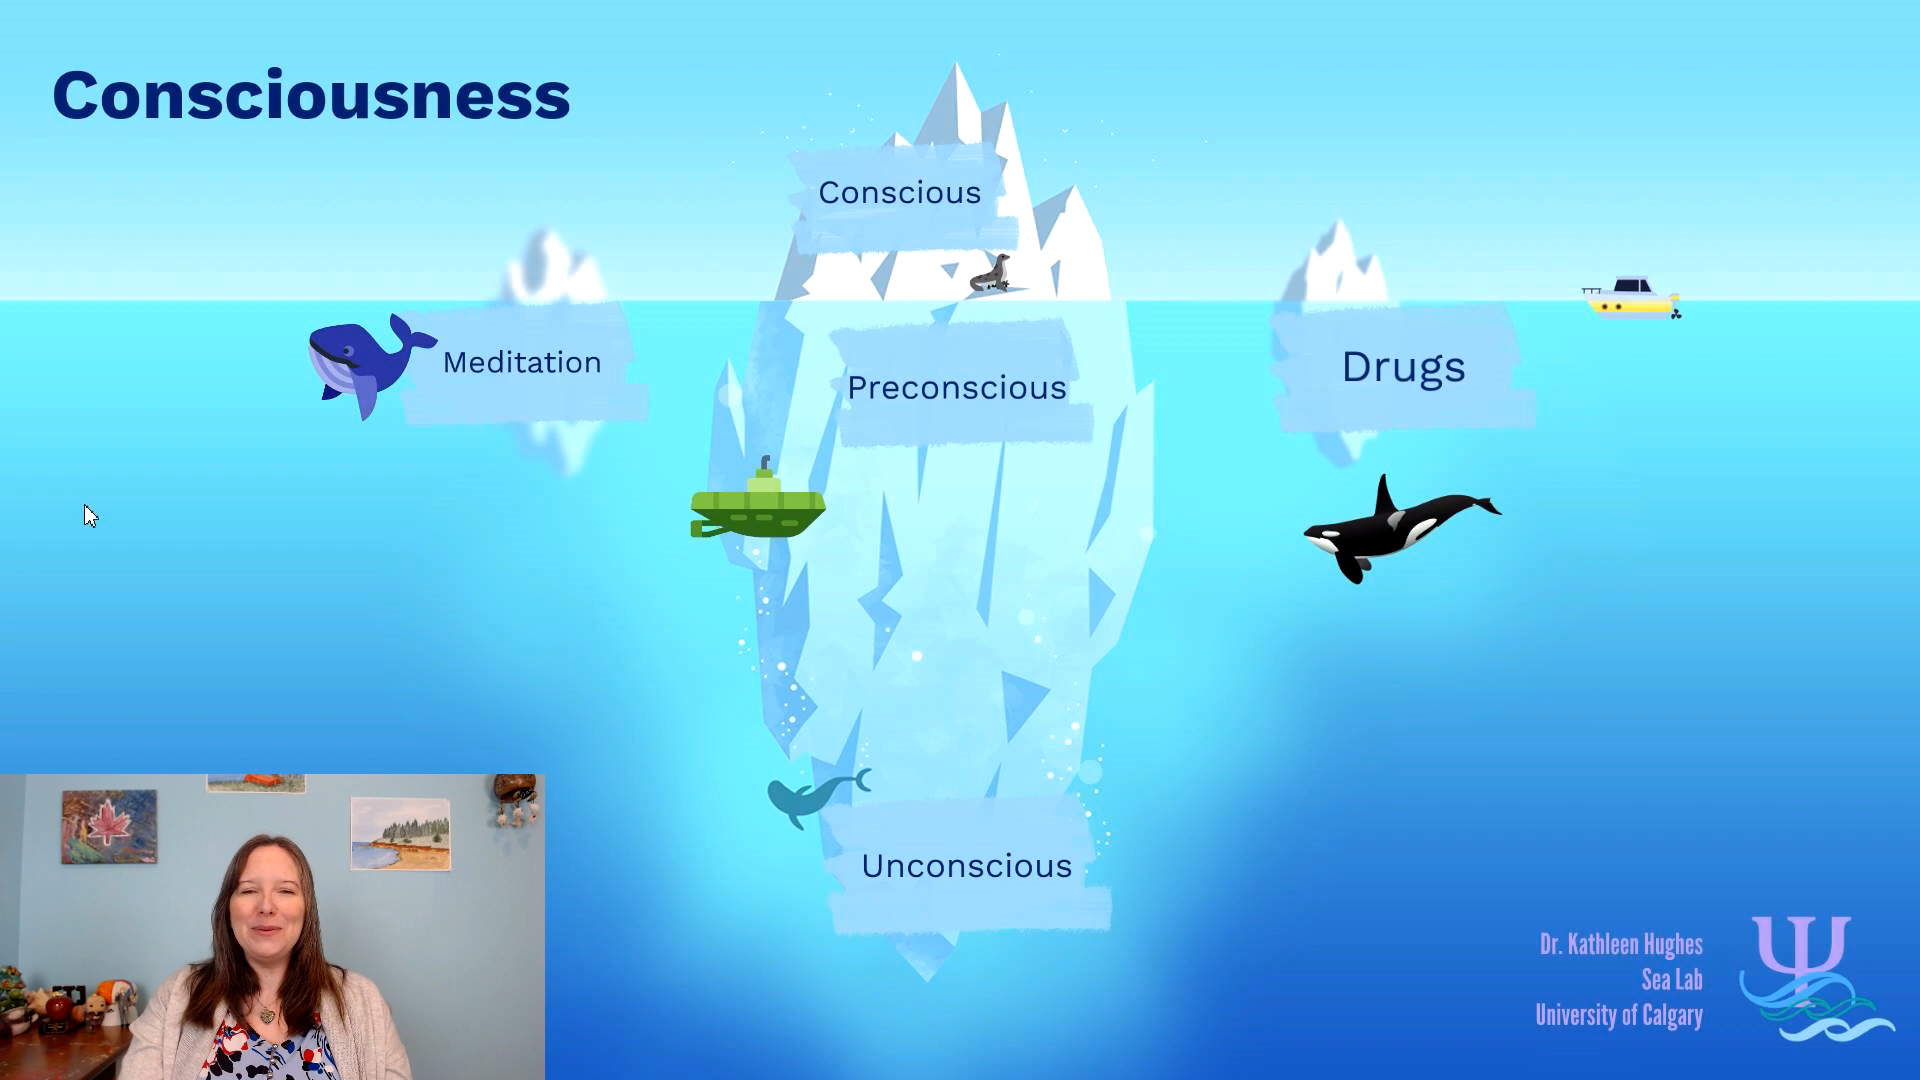 Consciousness
Conscious
Meditation
Preconscious
Drugs
Unconscious
Dr. Kathleen Hughes
Sea Lab
University of Calgary